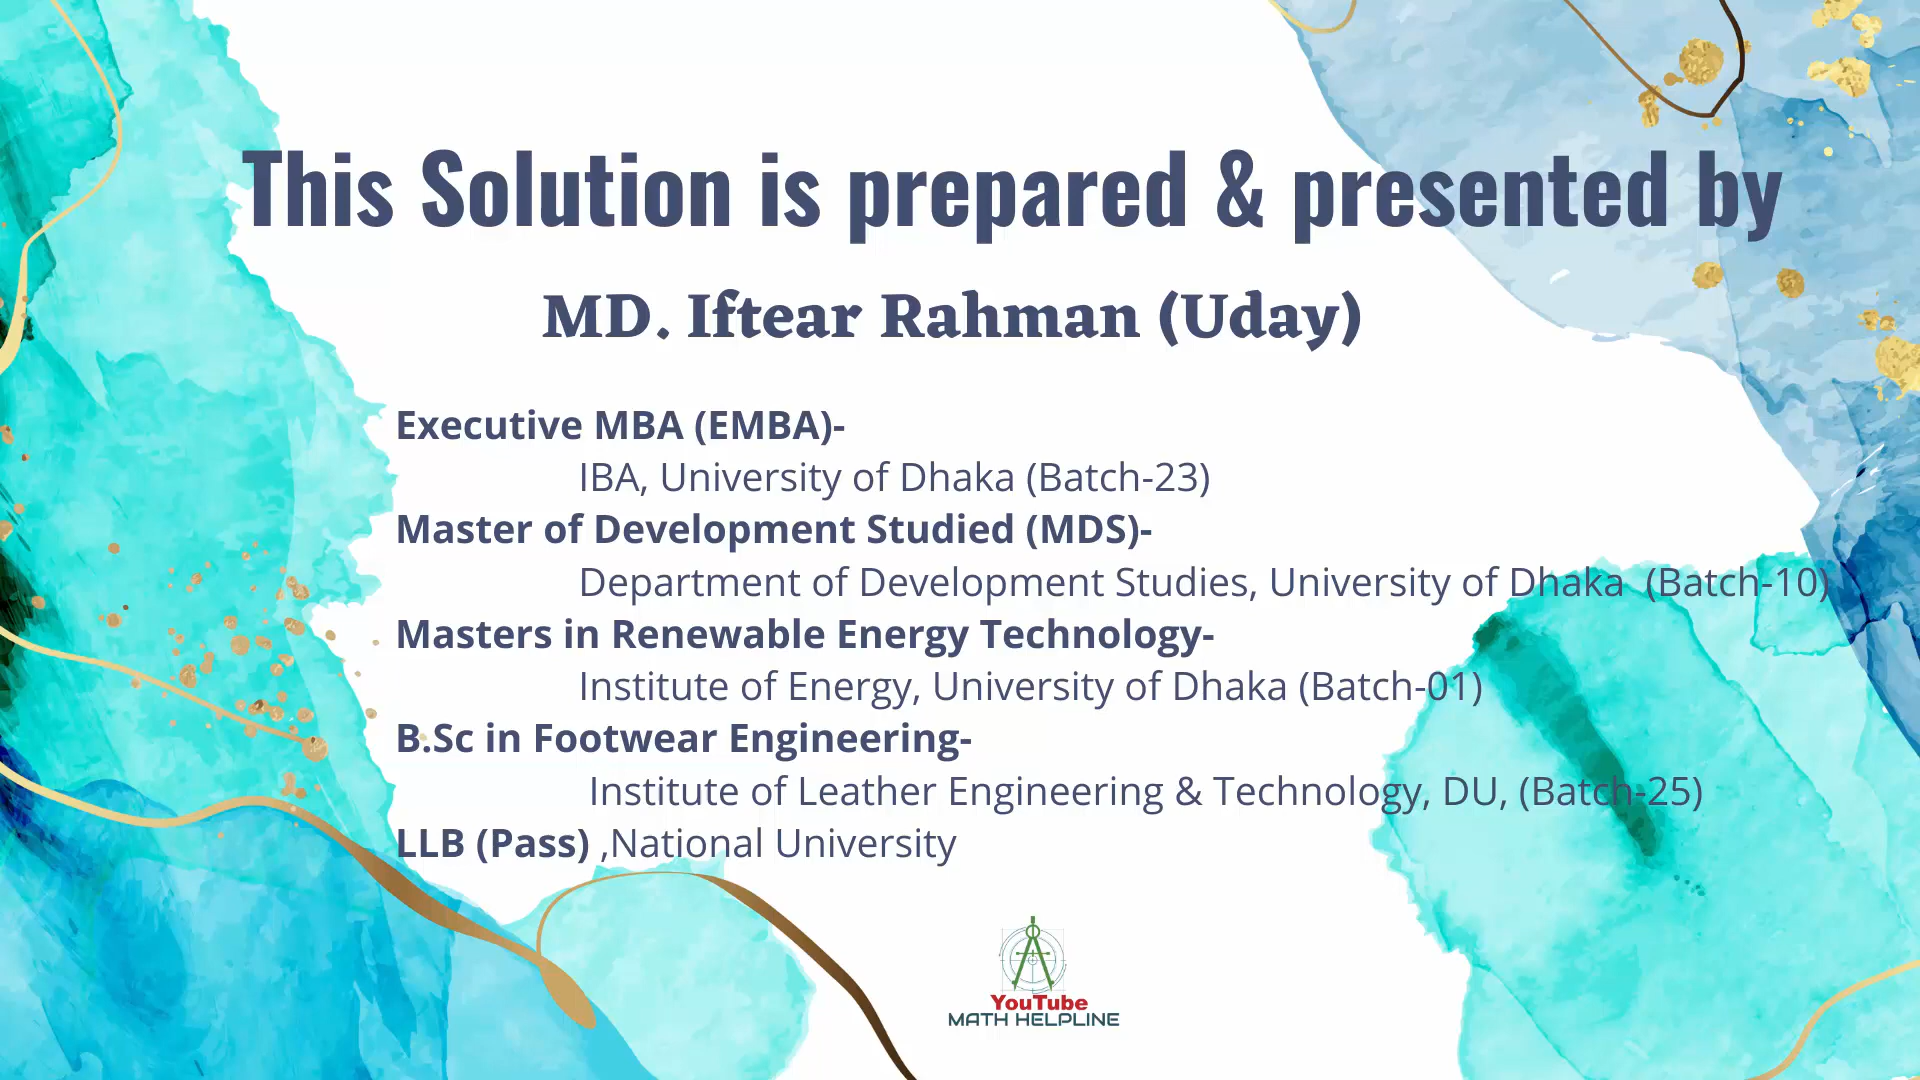 This Solution is prepared & presented by
MD. Iftear Rahman (Uday)
Executive MBA (EMBA)-
IBA, University of Dhaka (Batch-23)
Master of Development Studied (MDS)-
Department of Development Studies, University of Dhaka (Batch-10)
Masters in Renewable Energy Technology-
Institute of Energy, University of Dhaka (Batch-01)
B.Sc in Footwear Engineering-
Institute of Leather Engineering & Technology, DU, (Batch-25)
LLB (Pass) ,National University
YouTube
MATH HELPLINE